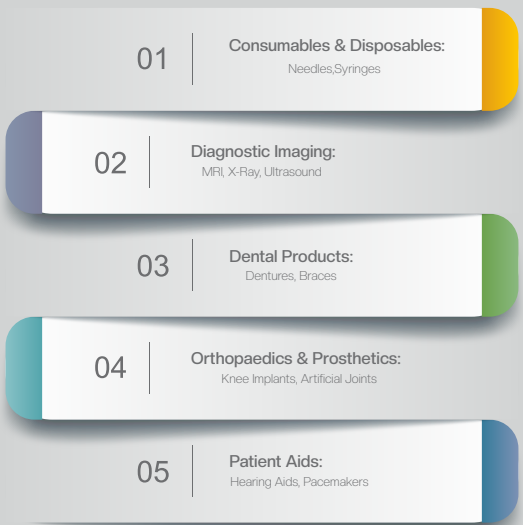 01
Consumables & Disposables:
Needles,Syringes
02
Diagnostic Imaging:
MRI, X-Ray, Ultrasound
03
Dental Products:
Dentures, Braces
04
Orthopaedics & Prosthetics:
Knee Implants, Artificial Joints
05
Patient Aids:
Hearing Aids, Pacemakers